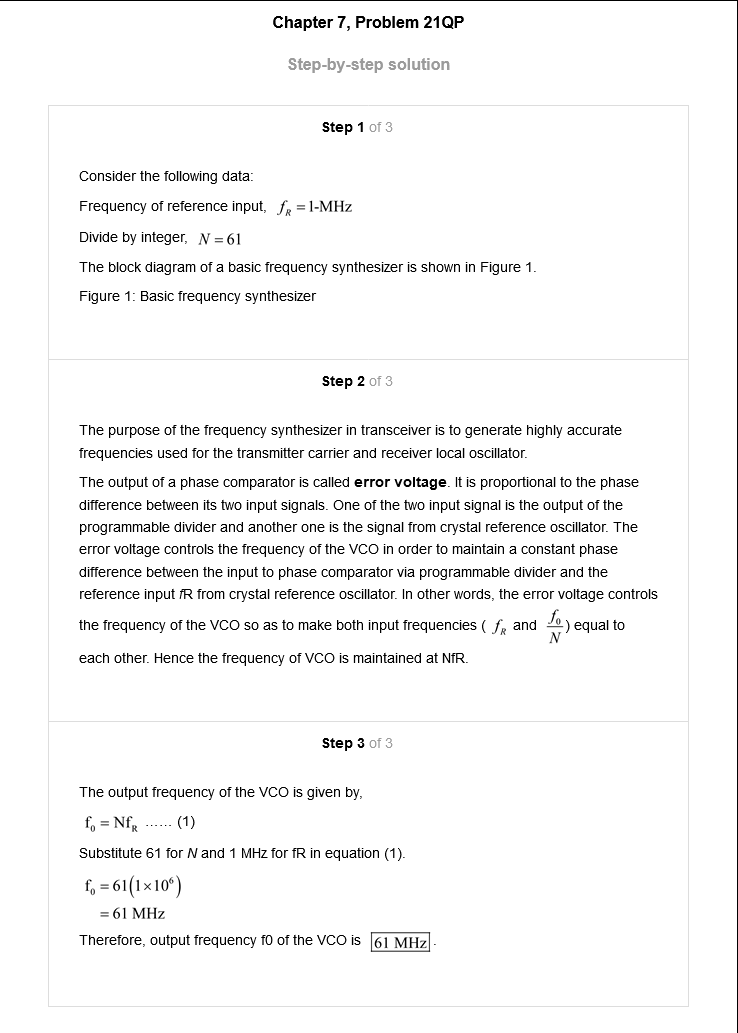 Chapter 7, Problem 21QP
Step-by-step solution
Step 1 of 3
Consider the following data:
Frequency of reference input, f_R = 1-MHz
Divide by integer, N = 61
The block diagram of a basic frequency synthesizer is shown in Figure 1.
Figure 1: Basic frequency synthesizer
Step 2 of 3
The purpose of the frequency synthesizer in transceiver is to generate highly accurate
frequencies used for the transmitter carrier and receiver local oscillator.
The output of a phase comparator is called error voltage. It is proportional to the phase
difference between its two input signals. One of the two input signal is the output of the
programmable divider and another one is the signal from crystal reference oscillator. The
error voltage controls the frequency of the VCO in order to maintain a constant phase
difference between the input to phase comparator via programmable divider and the
reference input fR from crystal reference oscillator. In other words, the error voltage controls
the frequency of the VCO so as to make both input frequencies ( f_R and f_0/N ) equal to
each other. Hence the frequency of VCO is maintained at NfR.
Step 3 of 3
The output frequency of the VCO is given by,
f_0 = Nf_R ...... (1)
Substitute 61 for N and 1 MHz for fR in equation (1).
f_0 = 61(1×10^6)
= 61 MHz
Therefore, output frequency f0 of the VCO is 61 MHz .